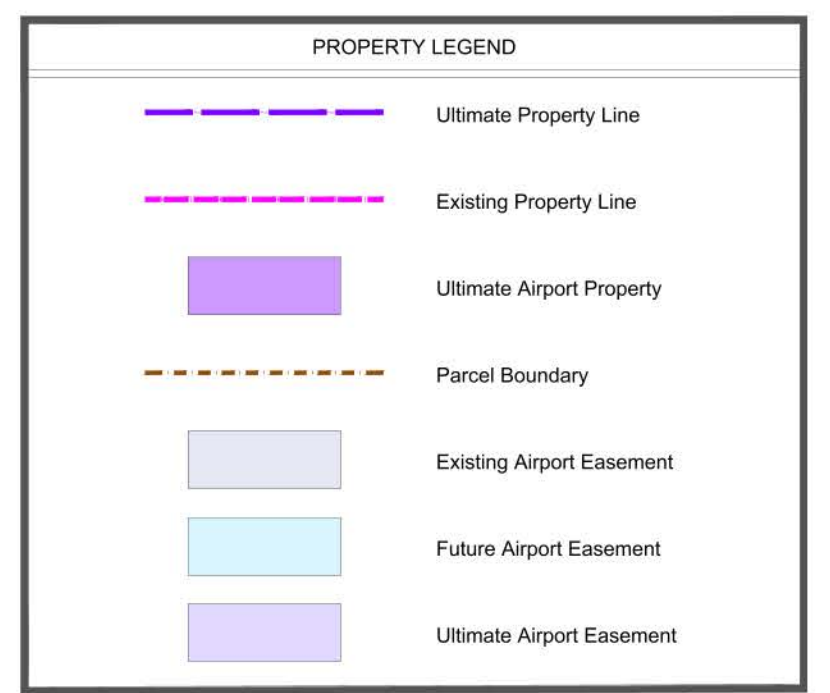 PROPERTY LEGEND
Ultimate Property Line
Existing Property Line
Ultimate Airport Property
Parcel Boundary
Existing Airport Easement
Future Airport Easement
Ultimate Airport Easement